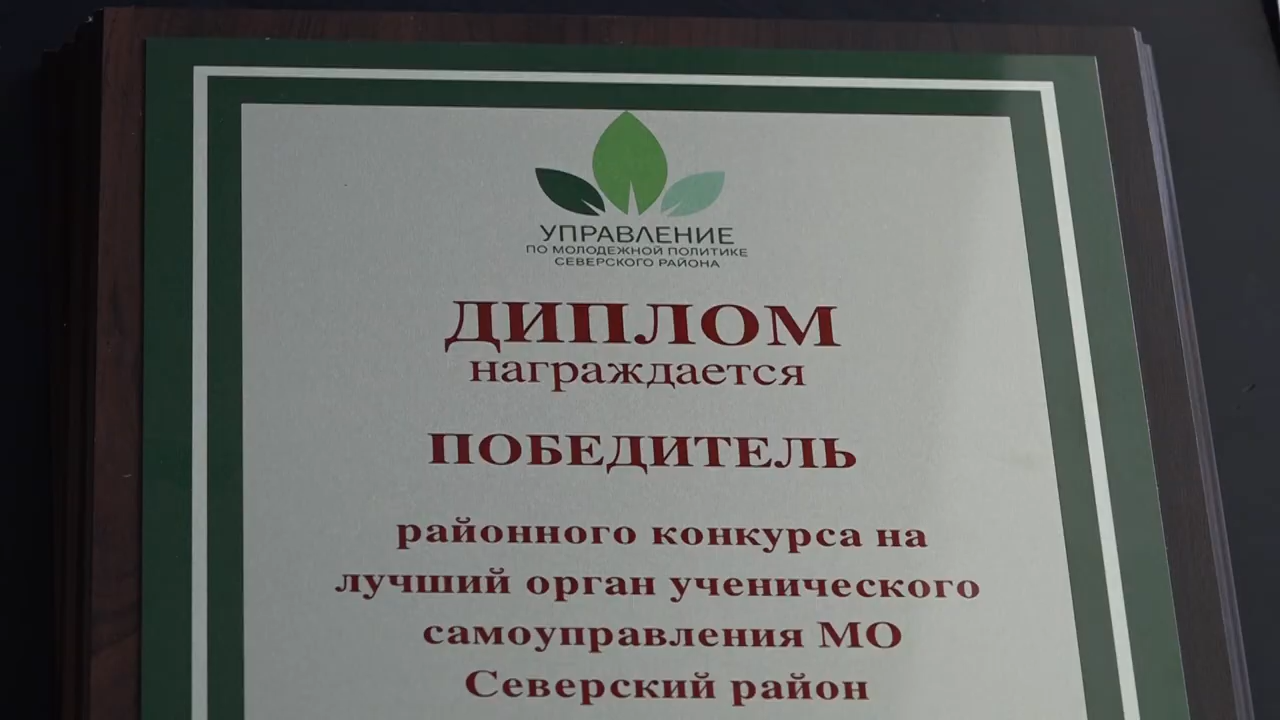 УПРАВЛЕНИЕ
ПО МОЛОДЕЖНОЙ ПОЛИТИКЕ
СЕВЕРСКОГО РАЙОНА
ДИПЛОМ
награждается
ПОБЕДИТЕЛЬ
районного конкурса на
лучший орган ученического
самоуправления МО
Северский район